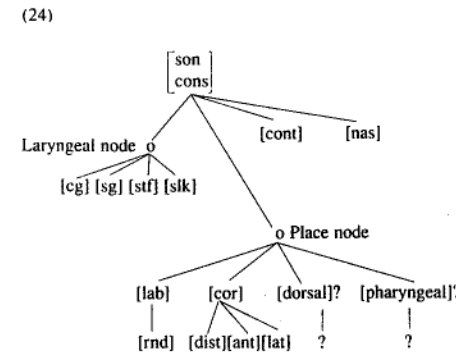 (24)
son
cons
[cont] [nas]
Laryngeal node o
[cg] [sg] [stf] [slk]
o Place node
[lab] [cor] [dorsal]? [pharyngeal]?
[rnd] [dist][ant][lat] ? ?